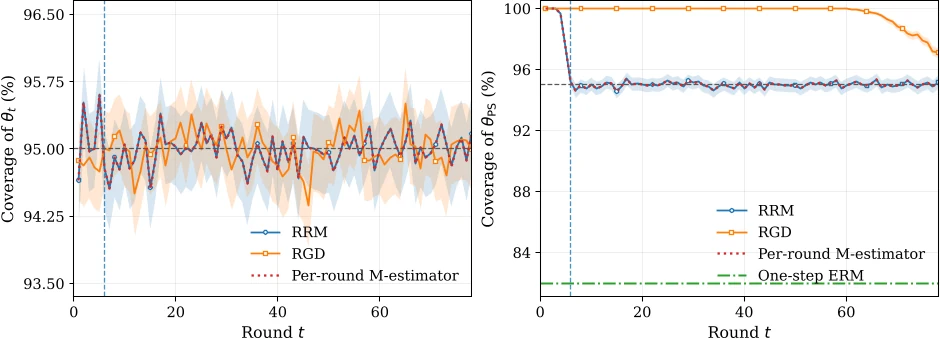 96.50
95.75
95.00
94.25
93.50
Coverage of θt (%)
0
20
40
60
Round t
RRM
RGD
Per-round M-estimator
100
96
92
88
84
Coverage of θPS (%)
0
20
40
60
Round t
RRM
RGD
Per-round M-estimator
One-step ERM